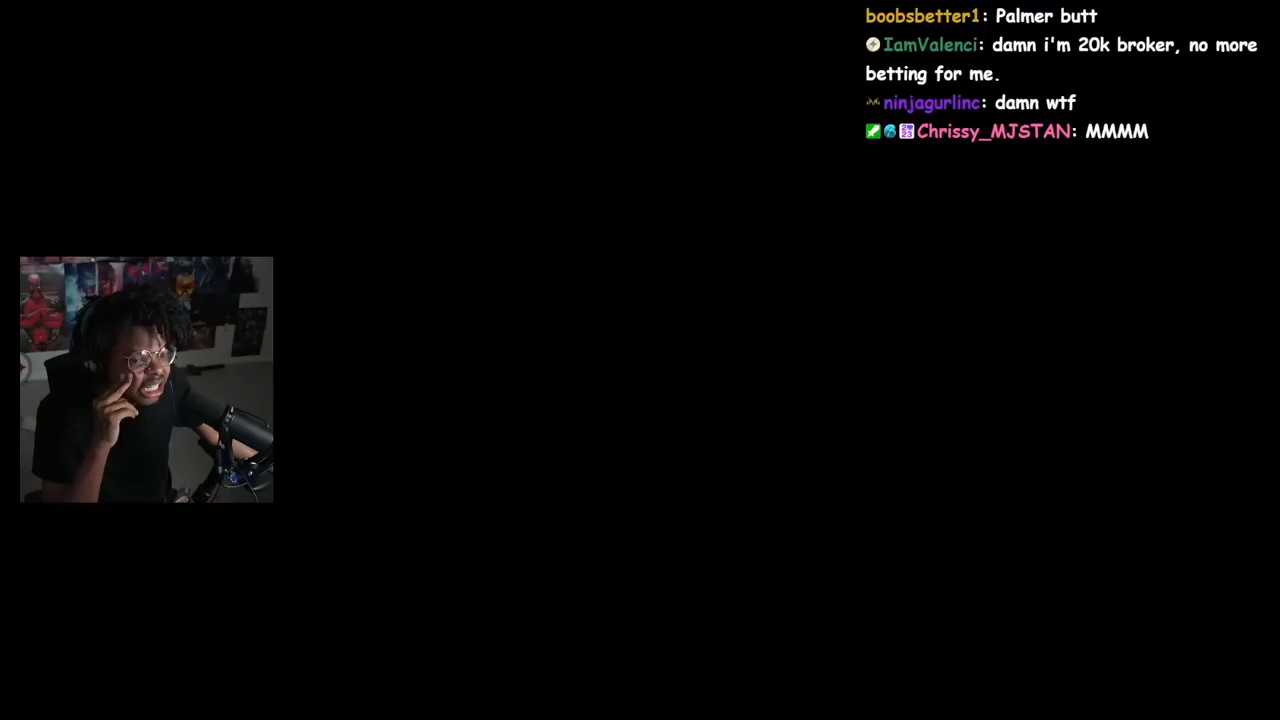 boobsbetter1: Palmer butt
IamValenci: damn i'm 20k broker, no more
betting for me.
ninjagurlinc: damn wtf
Chrissy_MJSTAN: MMMM